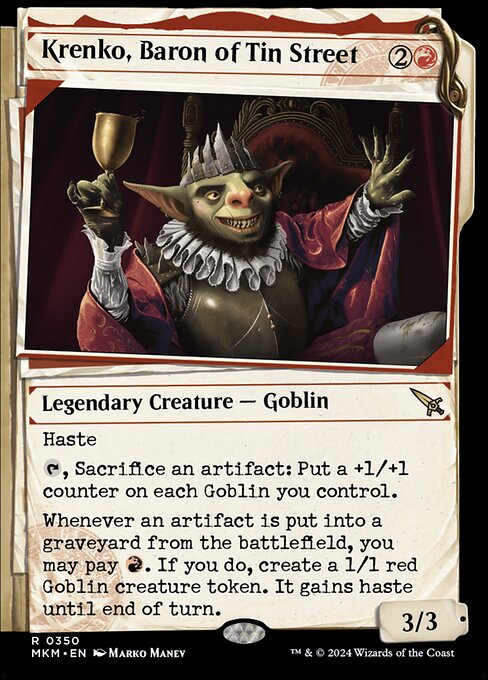 Krenko, Baron of Tin Street 2
Legendary Creature — Goblin
Haste
, Sacrifice an artifact: Put a +1/+1
counter on each Goblin you control.
Whenever an artifact is put into a
graveyard from the battlefield, you
may pay . If you do, create a 1/1 red
Goblin creature token. It gains haste
until end of turn.
3/3
R 0350
MKM • EN Marko Manev
™ & © 2024 Wizards of the Coast